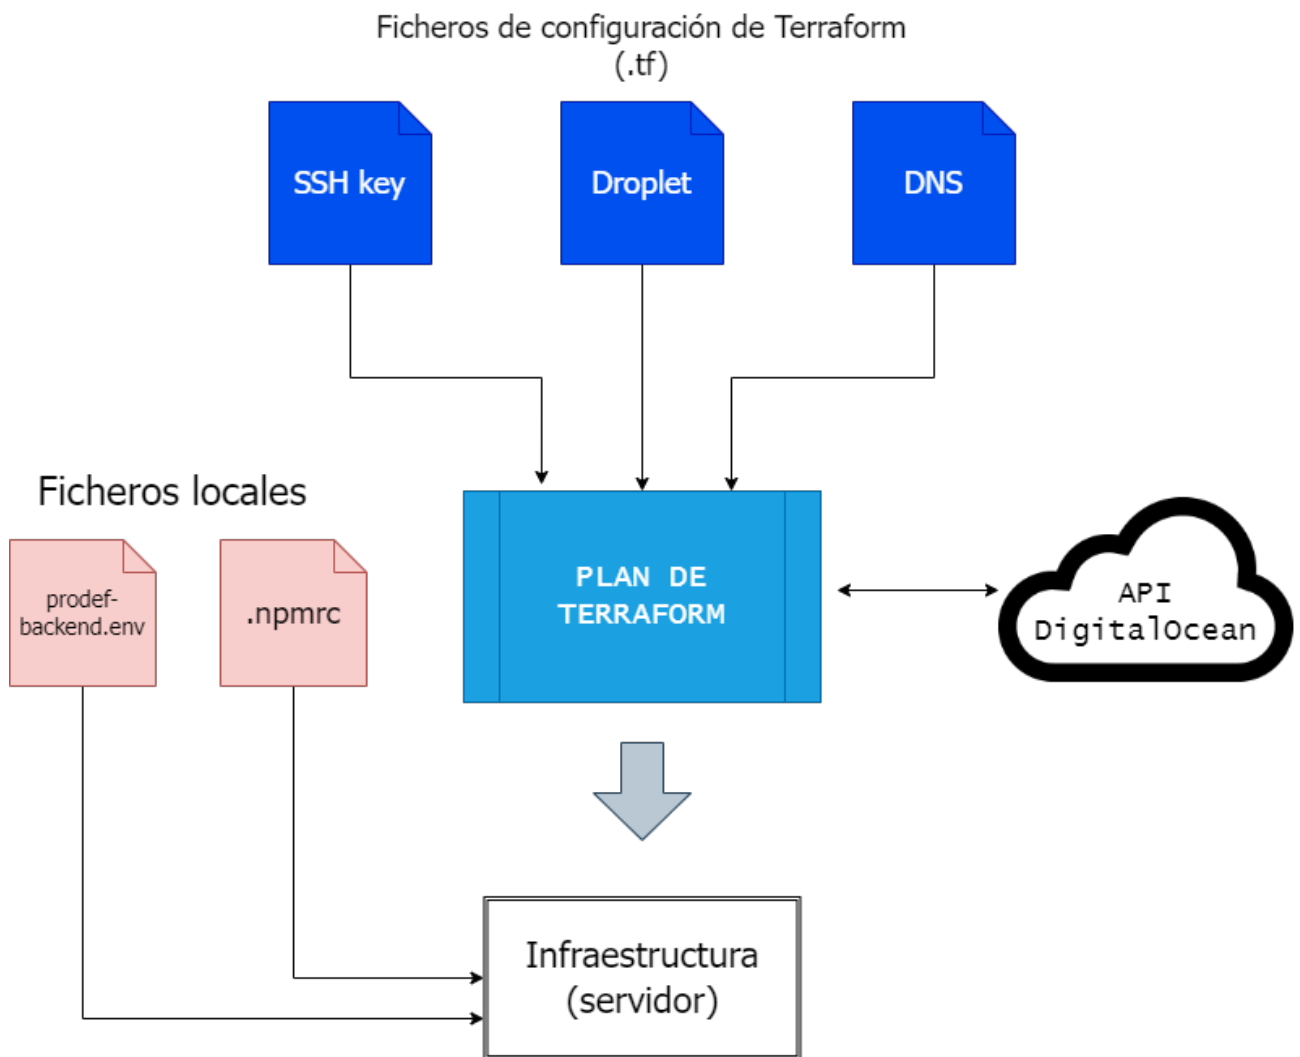 Ficheros de configuración de Terraform
(.tf)
SSH key
Droplet
DNS
Ficheros locales
prodef-
backend.env
.npmrc
PLAN DE
TERRAFORM
API
DigitalOcean
Infraestructura
(servidor)